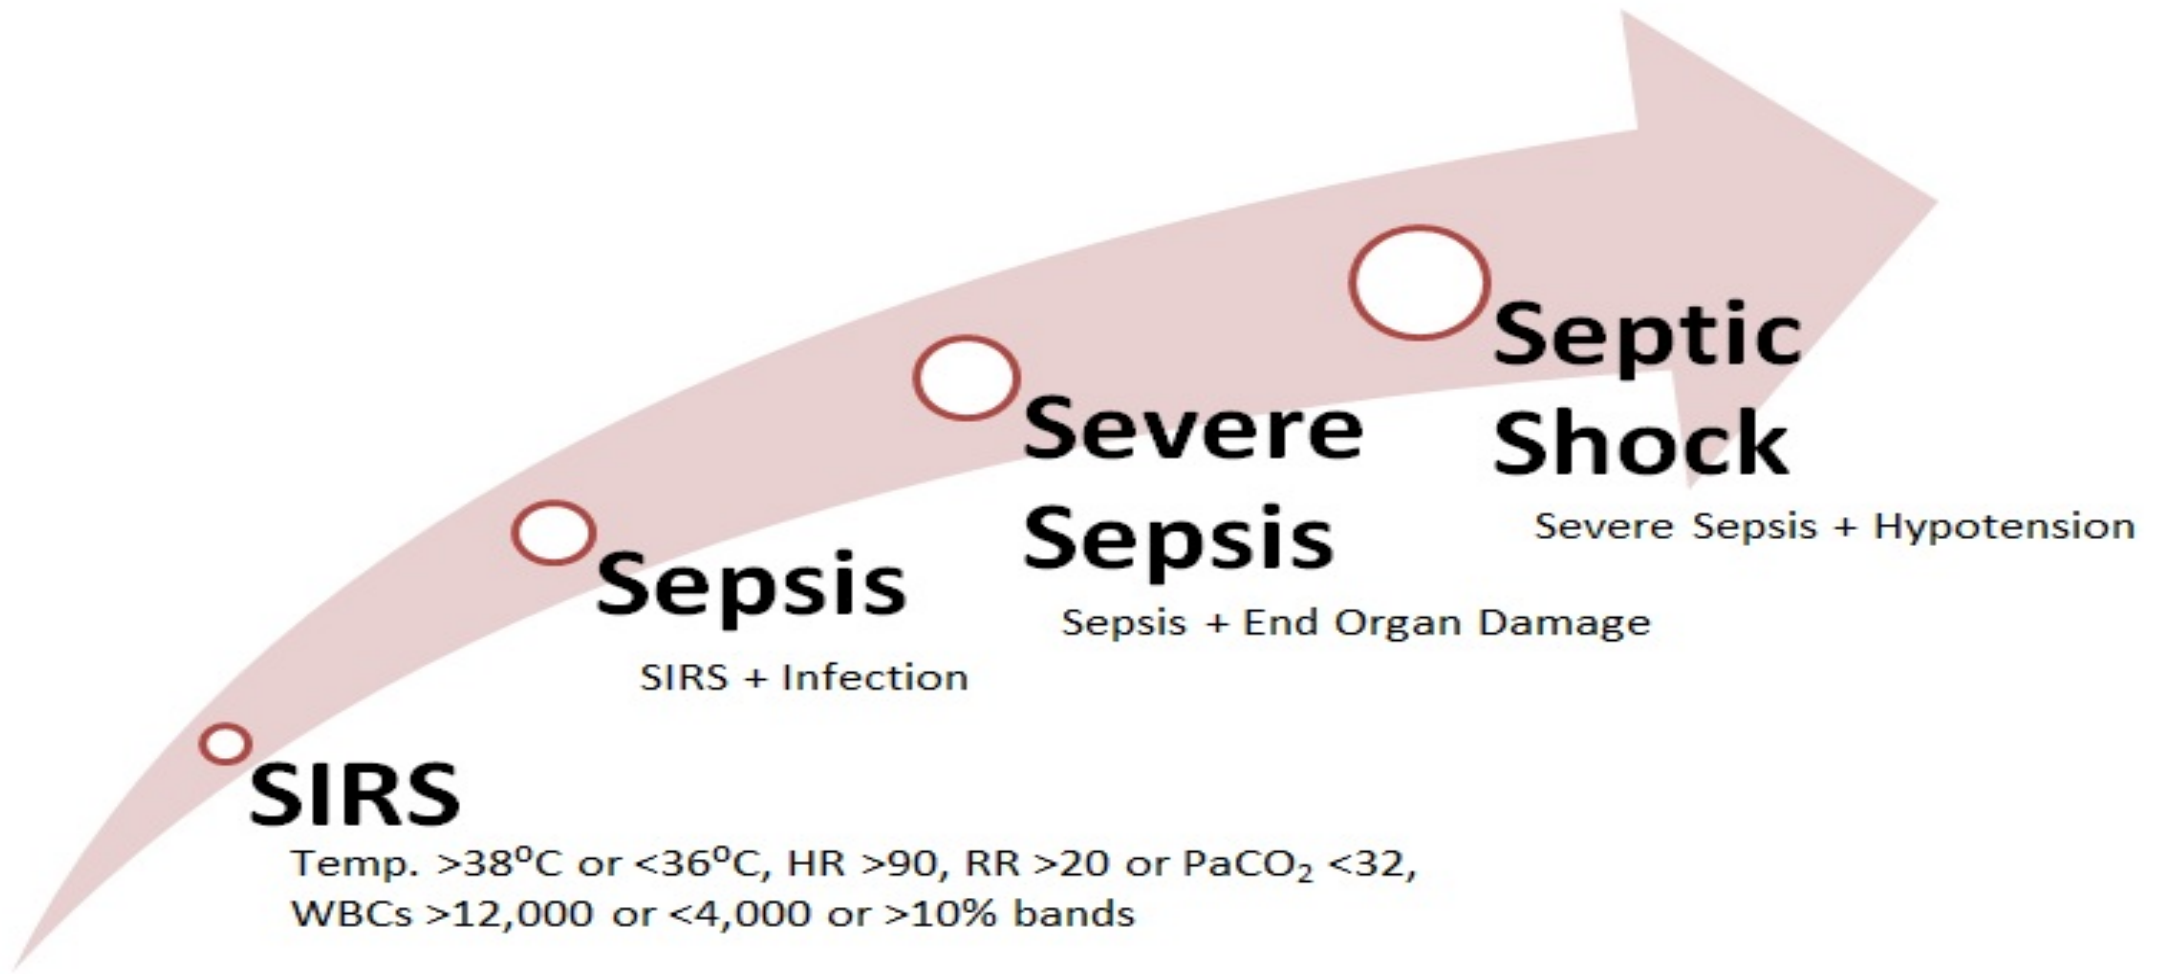 SIRS
Temp. >38⁰C or <36⁰C, HR >90, RR >20 or PaCO₂ <32,
WBCs >12,000 or <4,000 or >10% bands
Sepsis
SIRS + Infection
Severe
Sepsis
Sepsis + End Organ Damage
Septic
Shock
Severe Sepsis + Hypotension